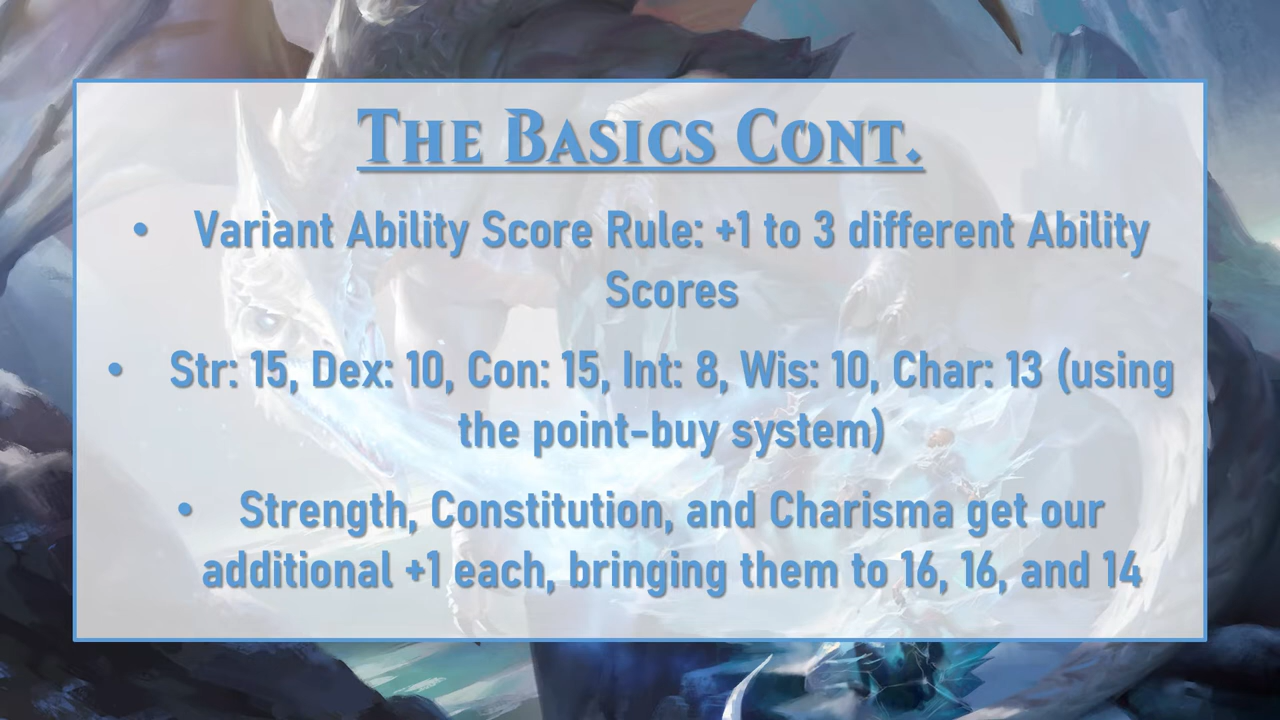 The Basics Cont.
• Variant Ability Score Rule: +1 to 3 different Ability
Scores
• Str: 15, Dex: 10, Con: 15, Int: 8, Wis: 10, Char: 13 (using
the point-buy system)
• Strength, Constitution, and Charisma get our
additional +1 each, bringing them to 16, 16, and 14